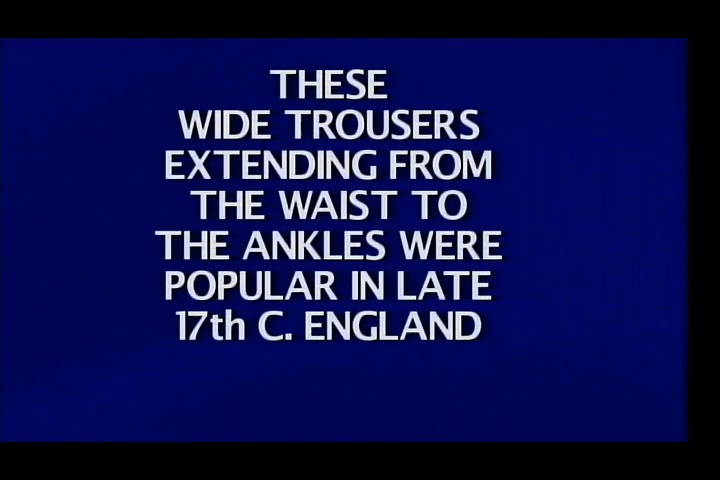 THESE
WIDE TROUSERS
EXTENDING FROM
THE WAIST TO
THE ANKLES WERE
POPULAR IN LATE
17th C. ENGLAND